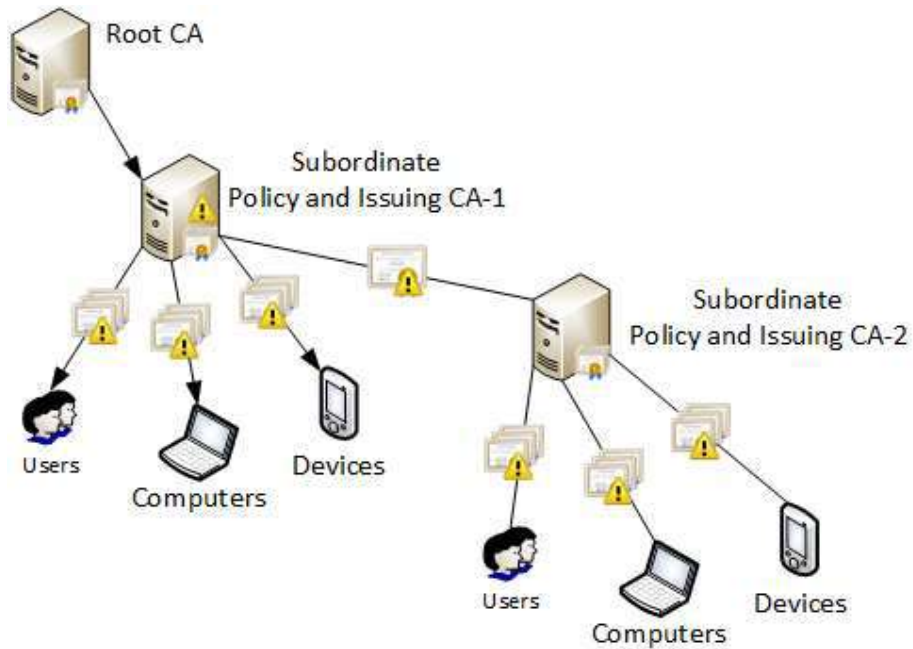 Root CA
Subordinate
Policy and Issuing CA-1
Subordinate
Policy and Issuing CA-2
Users
Computers
Devices
Users
Computers
Devices